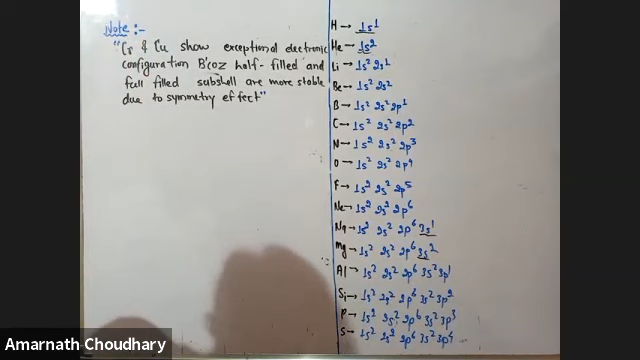 Note :-
"Cr & Cu show exceptional electronic
configuration B'coz half-filled and
full filled subshell are more stable
due to symmetry effect"
H → 1s¹
He → 1s²
Li → 1s² 2s¹
Be → 1s² 2s²
B → 1s² 2s² 2p¹
C → 1s² 2s² 2p²
N → 1s² 2s² 2p³
O → 1s² 2s² 2p⁴
F → 1s² 2s² 2p⁵
Ne → 1s² 2s² 2p⁶
Na → 1s² 2s² 2p⁶ 3s¹
Mg → 1s² 2s² 2p⁶ 3s²
Al → 1s² 2s² 2p⁶ 3s² 3p¹
Si → 1s² 2s² 2p⁶ 3s² 3p²
P → 1s² 2s² 2p⁶ 3s² 3p³
S → 1s² 2s² 2p⁶ 3s² 3p⁴
Amarnath Choudhary